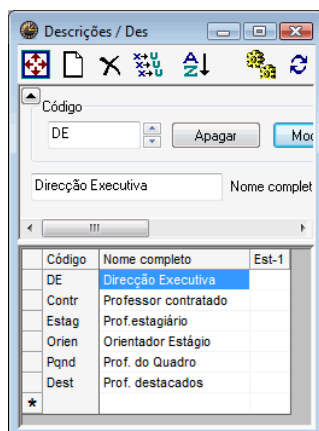 Descrições / Des
Código
DE
Apagar
Mod
Direcção Executiva
Nome complet
Código Nome completo Est-1
DE Direcção Executiva
Contr Professor contratado
Estag Prof.estagiário
Orien Orientador Estágio
Pqnd Prof. do Quadro
Dest Prof. destacados
*